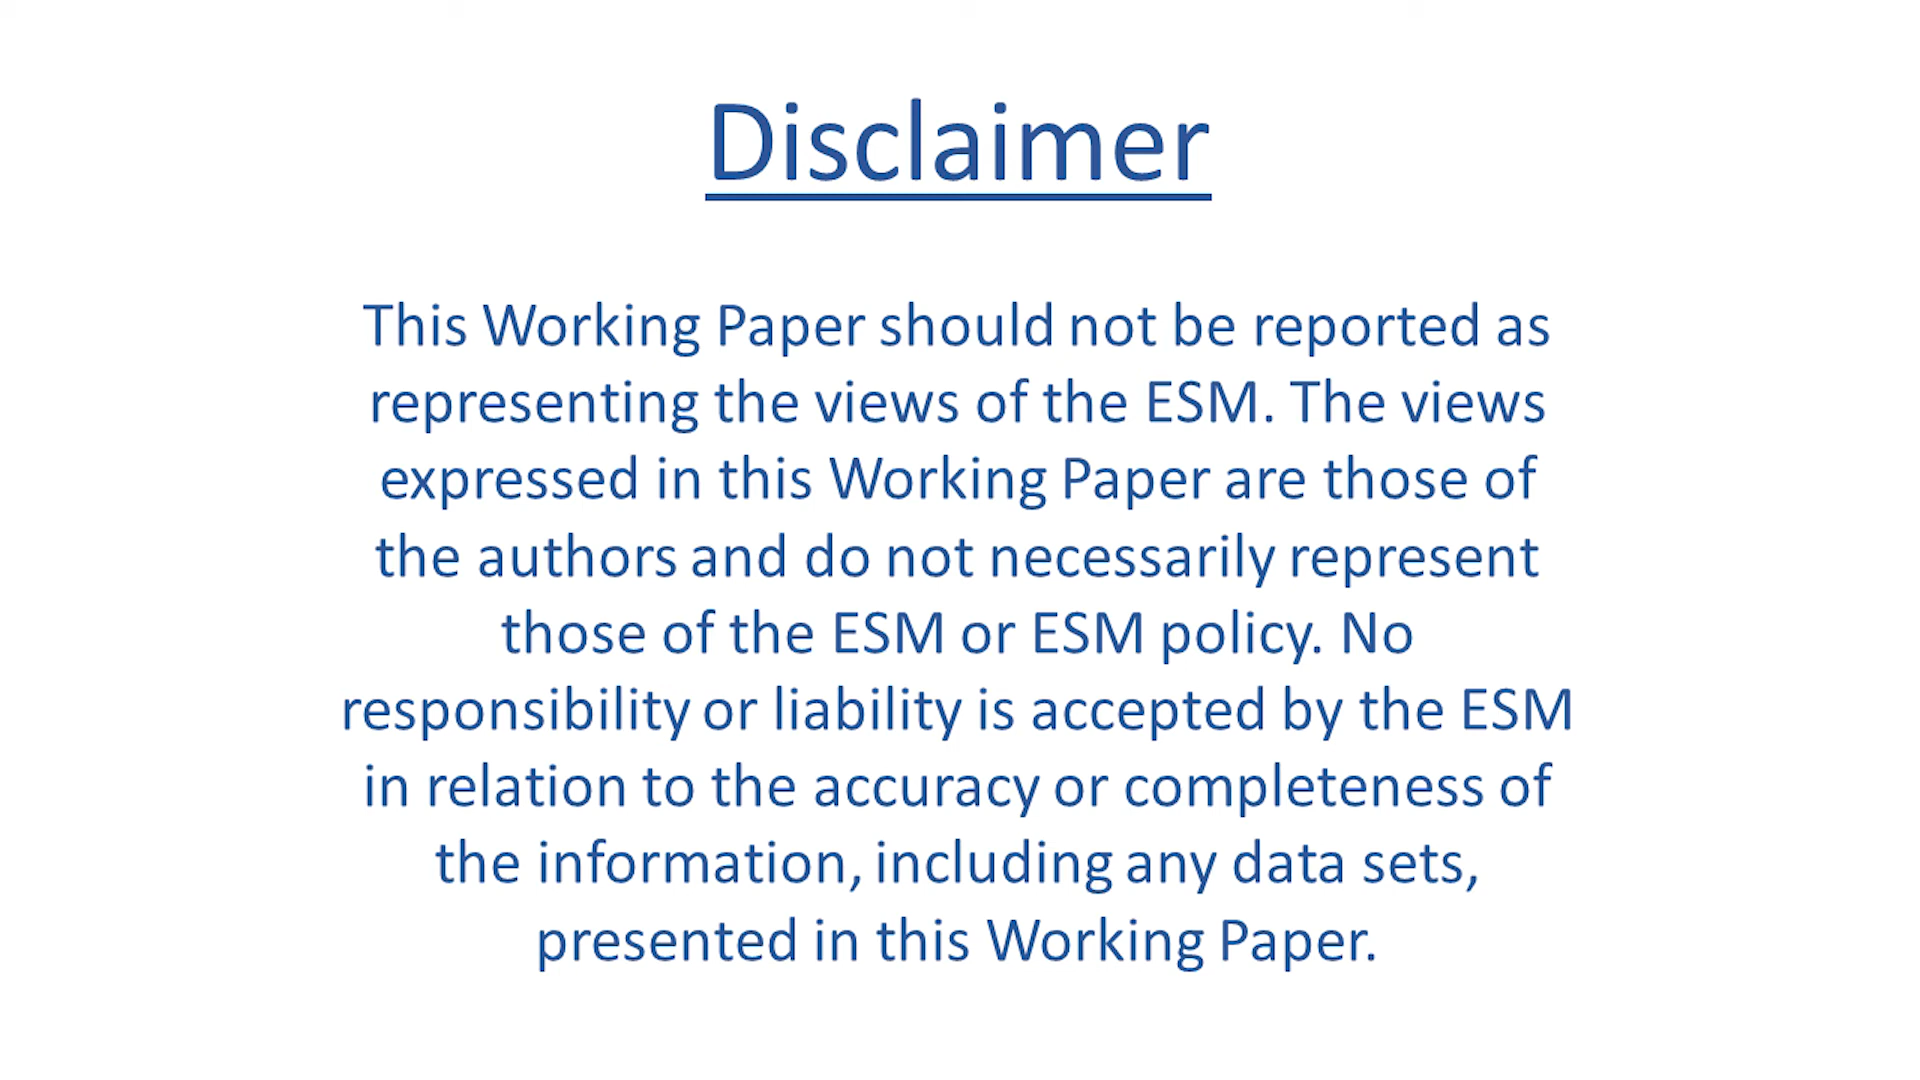 Disclaimer
This Working Paper should not be reported as
representing the views of the ESM. The views
expressed in this Working Paper are those of
the authors and do not necessarily represent
those of the ESM or ESM policy. No
responsibility or liability is accepted by the ESM
in relation to the accuracy or completeness of
the information, including any data sets,
presented in this Working Paper.